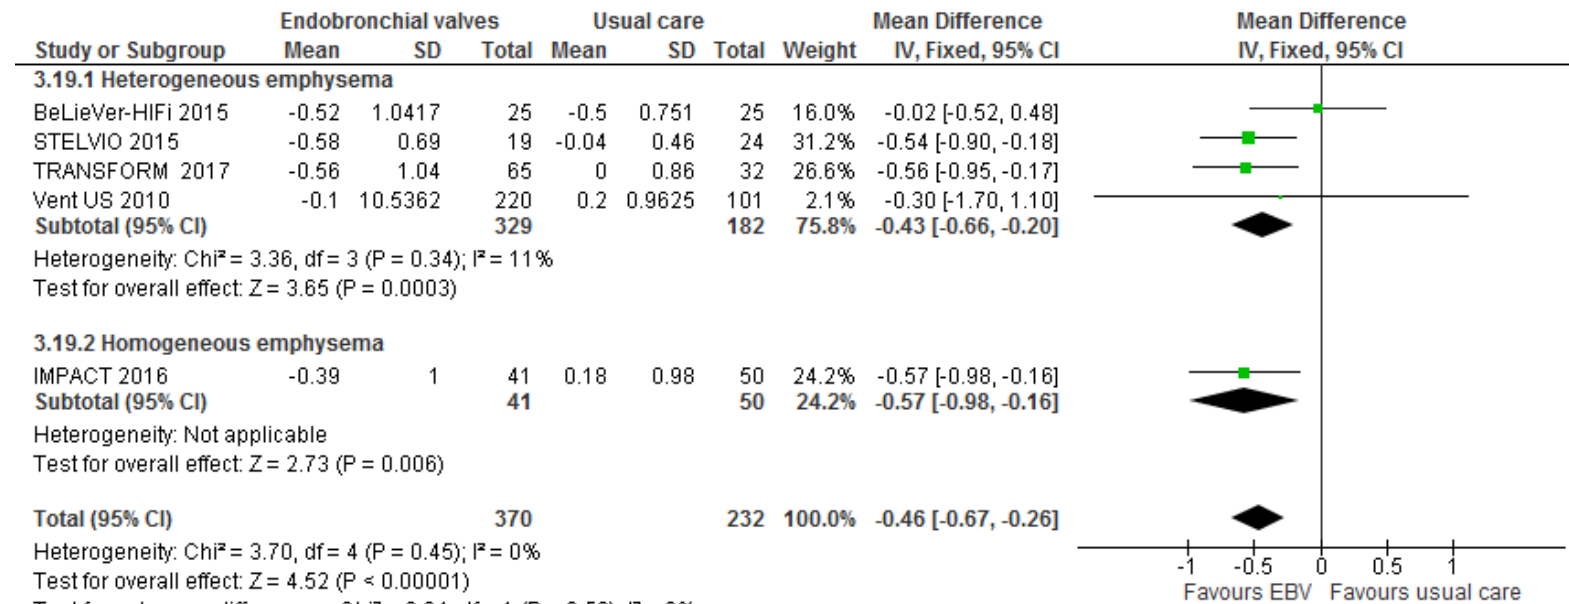 Endobronchial valves Usual care Mean Difference Mean Difference
Study or Subgroup Mean SD Total Mean SD Total Weight IV, Fixed, 95% CI IV, Fixed, 95% CI
3.19.1 Heterogeneous emphysema
BeLieVer-HIFi 2015 -0.52 1.0417 25 -0.5 0.751 25 16.0% -0.02 [-0.52, 0.48]
STELVIO 2015 -0.58 0.69 19 -0.04 0.46 24 31.2% -0.54 [-0.90, -0.18]
TRANSFORM 2017 -0.56 1.04 65 0 0.86 32 26.6% -0.56 [-0.95, -0.17]
Vent US 2010 -0.1 10.5362 220 0.2 0.9625 101 2.1% -0.30 [-1.70, 1.10]
Subtotal (95% CI) 329 182 75.8% -0.43 [-0.66, -0.20]
Heterogeneity: Chi² = 3.36, df = 3 (P = 0.34); I² = 11%
Test for overall effect: Z = 3.65 (P = 0.0003)
3.19.2 Homogeneous emphysema
IMPACT 2016 -0.39 1 41 0.18 0.98 50 24.2% -0.57 [-0.98, -0.16]
Subtotal (95% CI) 41 50 24.2% -0.57 [-0.98, -0.16]
Heterogeneity: Not applicable
Test for overall effect: Z = 2.73 (P = 0.006)
Total (95% CI) 370 232 100.0% -0.46 [-0.67, -0.26]
Heterogeneity: Chi² = 3.70, df = 4 (P = 0.45); I² = 0%
Test for overall effect: Z = 4.52 (P < 0.00001)
-1 -0.5 0 0.5 1
Favours EBV Favours usual care